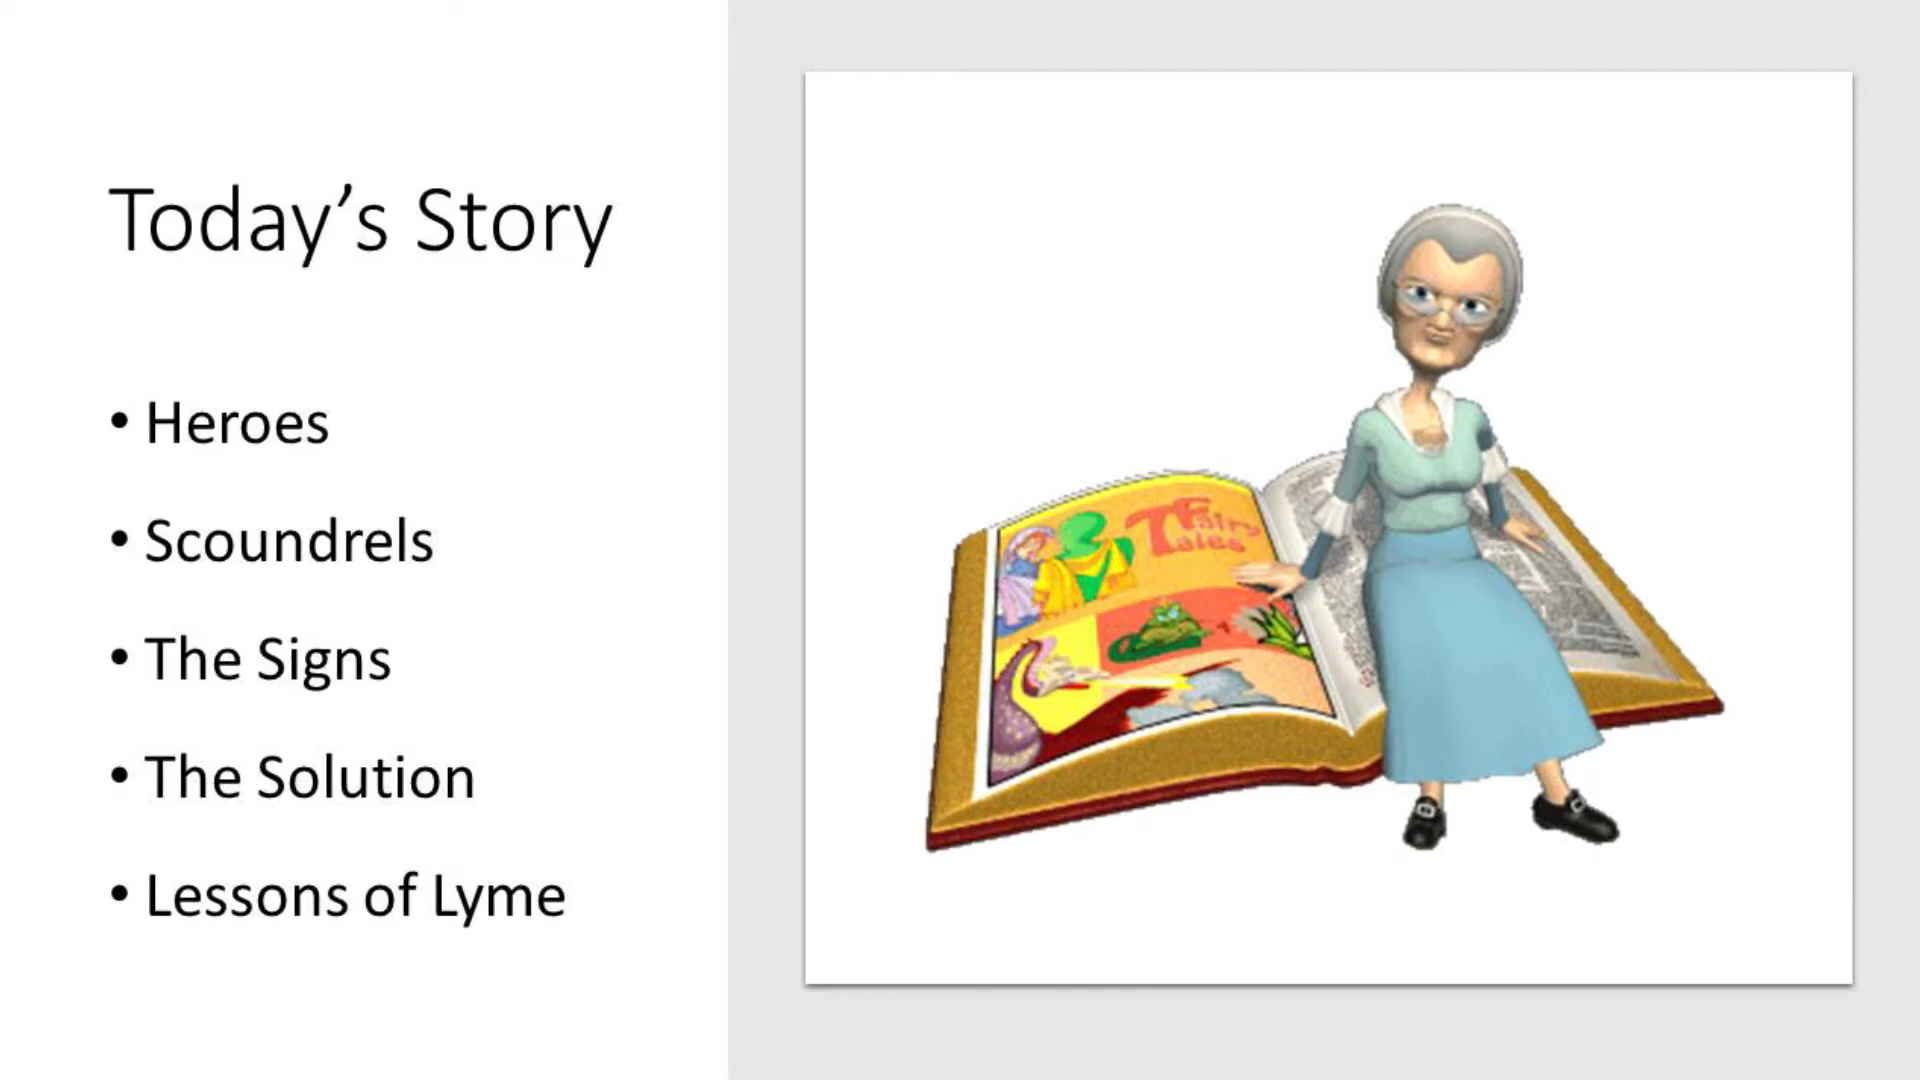 Today’s Story
• Heroes
• Scoundrels
• The Signs
• The Solution
• Lessons of Lyme
Fairy
Tales